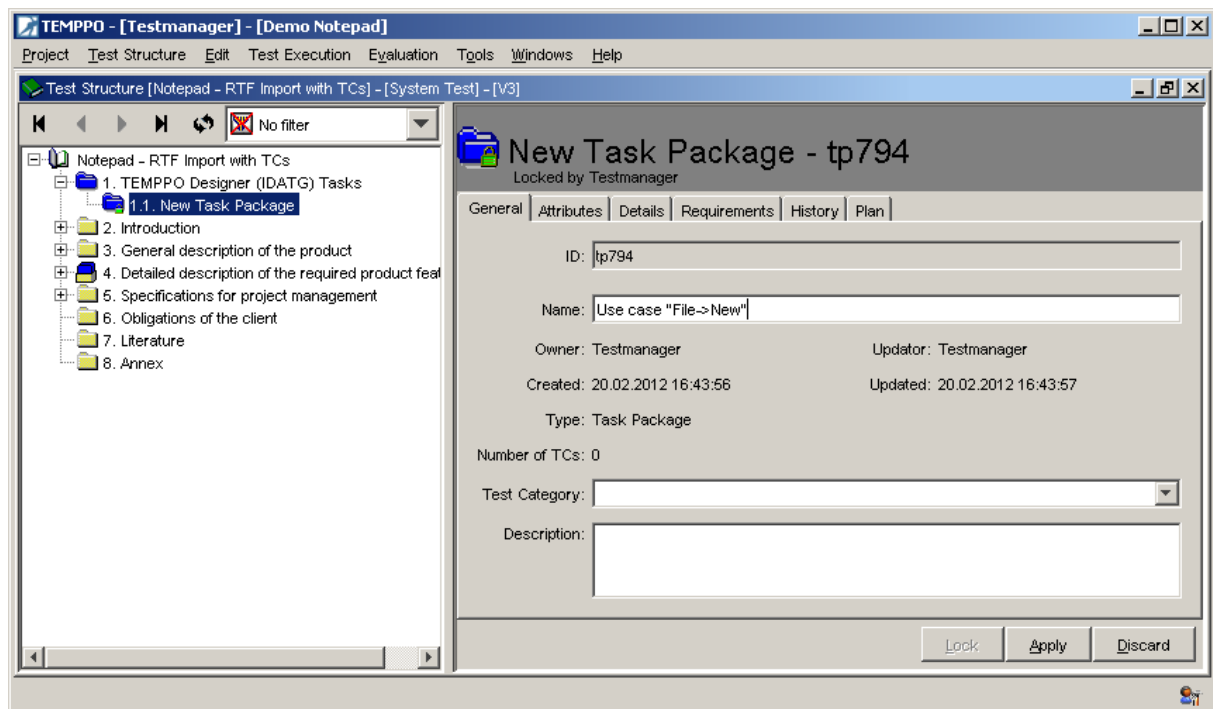 TEMPPO - [Testmanager] - [Demo Notepad]
Project Test Structure Edit Test Execution Evaluation Tools Windows Help
Test Structure [Notepad - RTF Import with TCs] - [System Test] - [V3]
No filter
Notepad - RTF Import with TCs
1. TEMPPO Designer (IDATG) Tasks
1.1. New Task Package
2. Introduction
3. General description of the product
4. Detailed description of the required product feat
5. Specifications for project management
6. Obligations of the client
7. Literature
8. Annex
New Task Package - tp794
Locked by Testmanager
General Attributes Details Requirements History Plan
ID: tp794
Name: Use case "File->New"
Owner: Testmanager Updator: Testmanager
Created: 20.02.2012 16:43:56 Updated: 20.02.2012 16:43:57
Type: Task Package
Number of TCs: 0
Test Category:
Description:
Lock Apply Discard